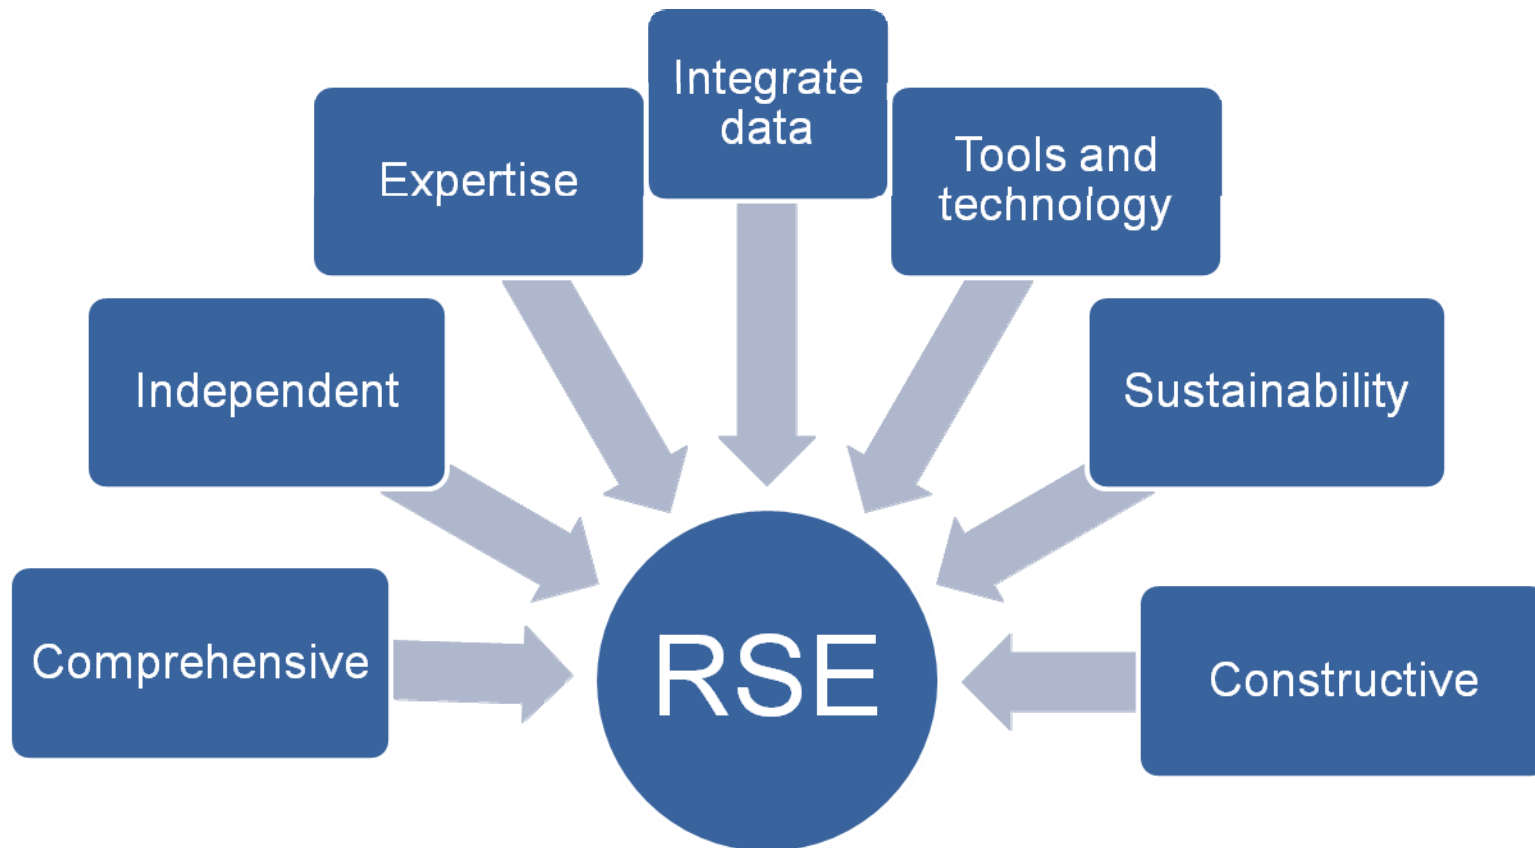 Integrate
data
Expertise
Tools and
technology
Independent
Sustainability
Comprehensive
RSE
Constructive